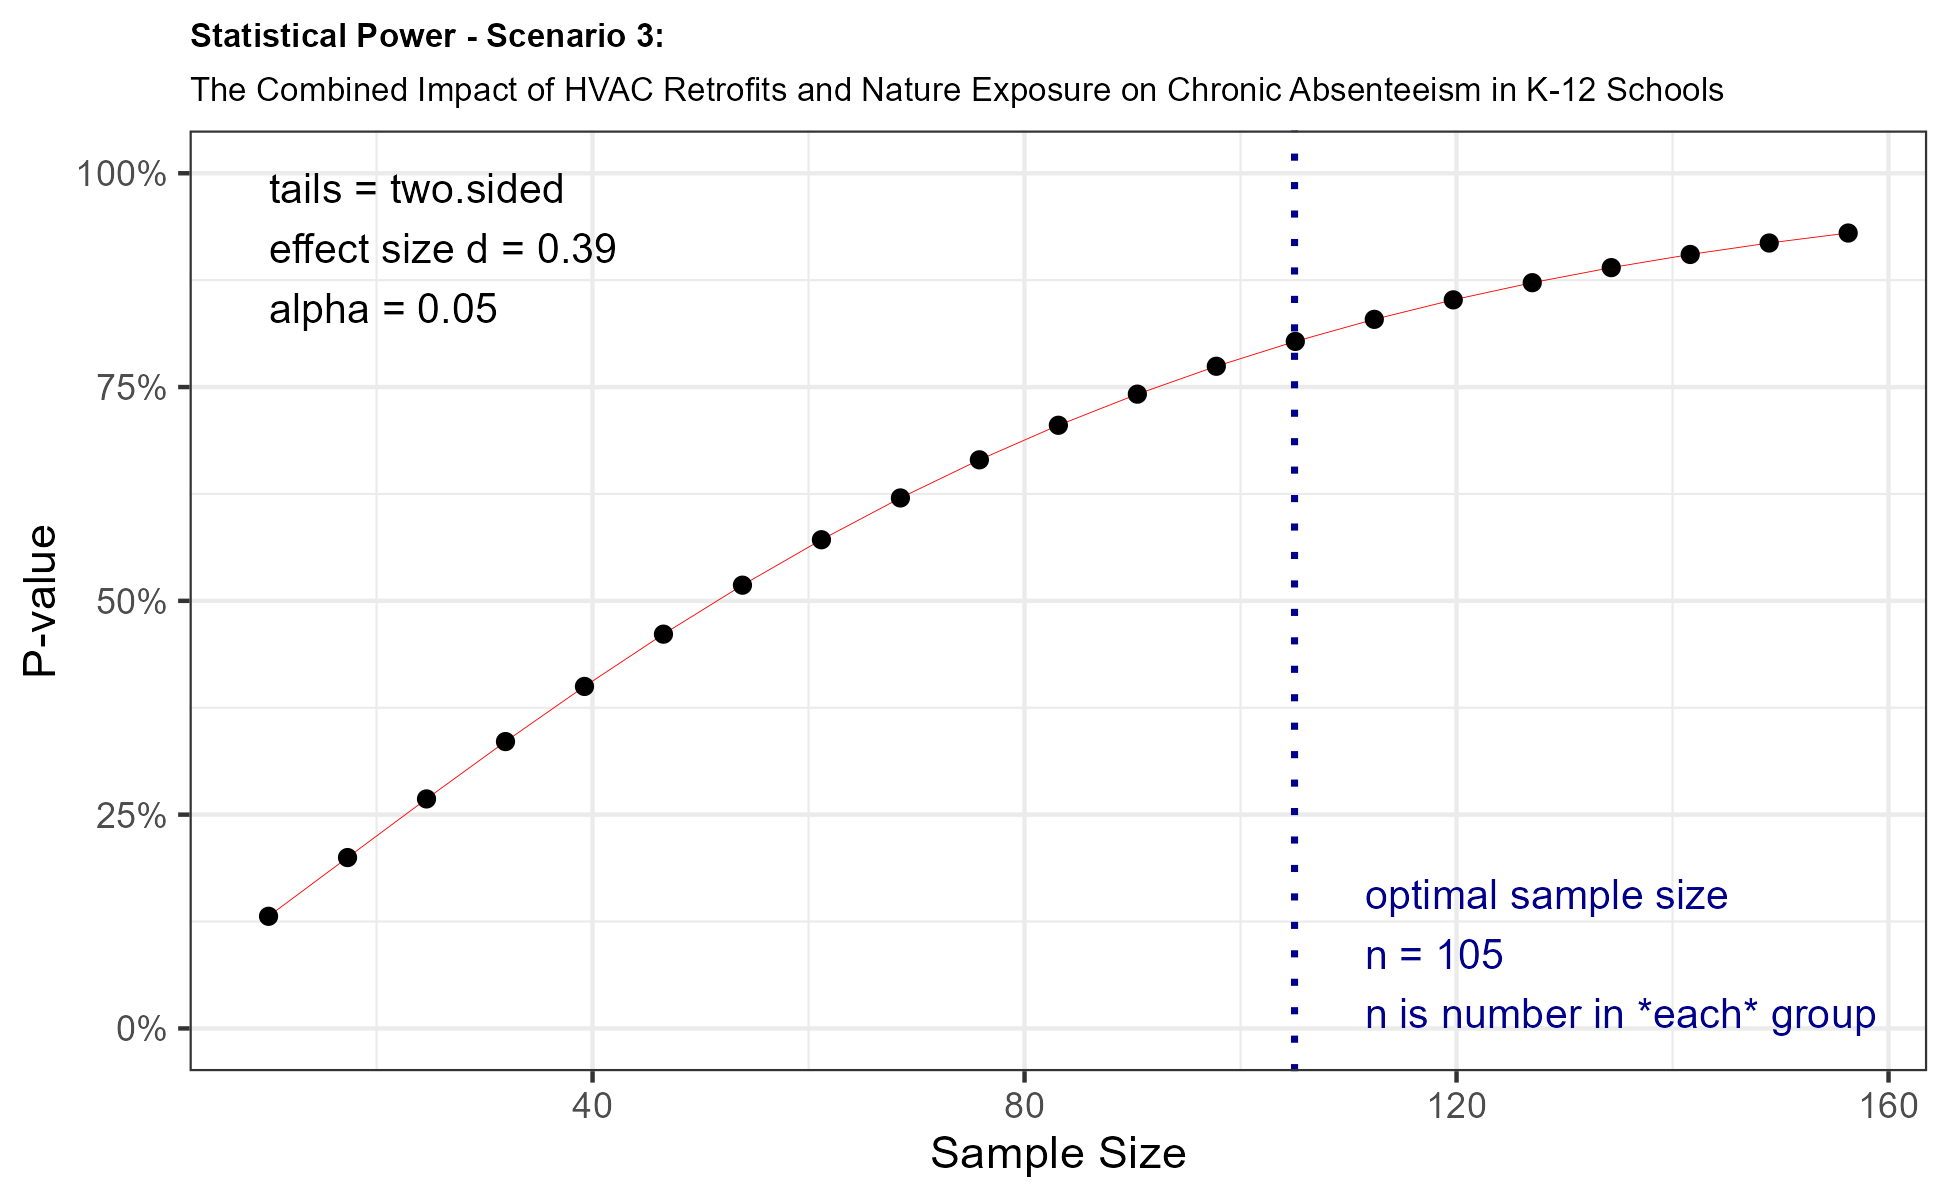 Statistical Power - Scenario 3:
The Combined Impact of HVAC Retrofits and Nature Exposure on Chronic Absenteeism in K-12 Schools
100%
75%
50%
25%
0%
P-value
tails = two.sided
effect size d = 0.39
alpha = 0.05
optimal sample size
n = 105
n is number in *each* group
40
80
120
160
Sample Size